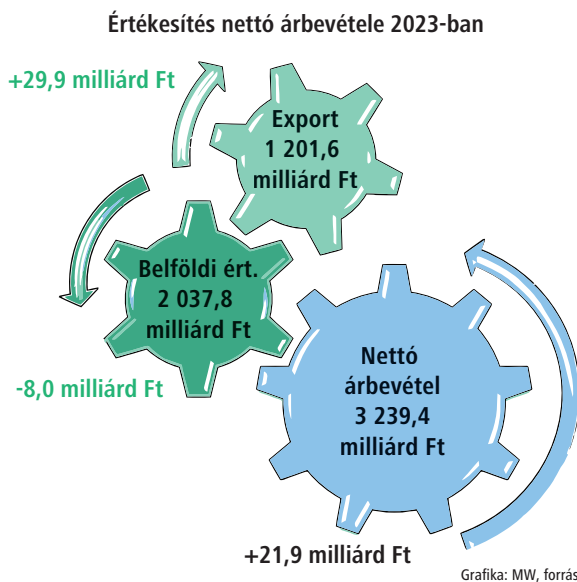 Értékesítés nettó árbevétele 2023-ban
+29,9 milliárd Ft
Export
1 201,6
milliárd Ft
Belföldi ért.
2 037,8
milliárd Ft
-8,0 milliárd Ft
Nettó
árbevétel
3 239,4
milliárd Ft
+21,9 milliárd Ft
Grafika: MW, forrás